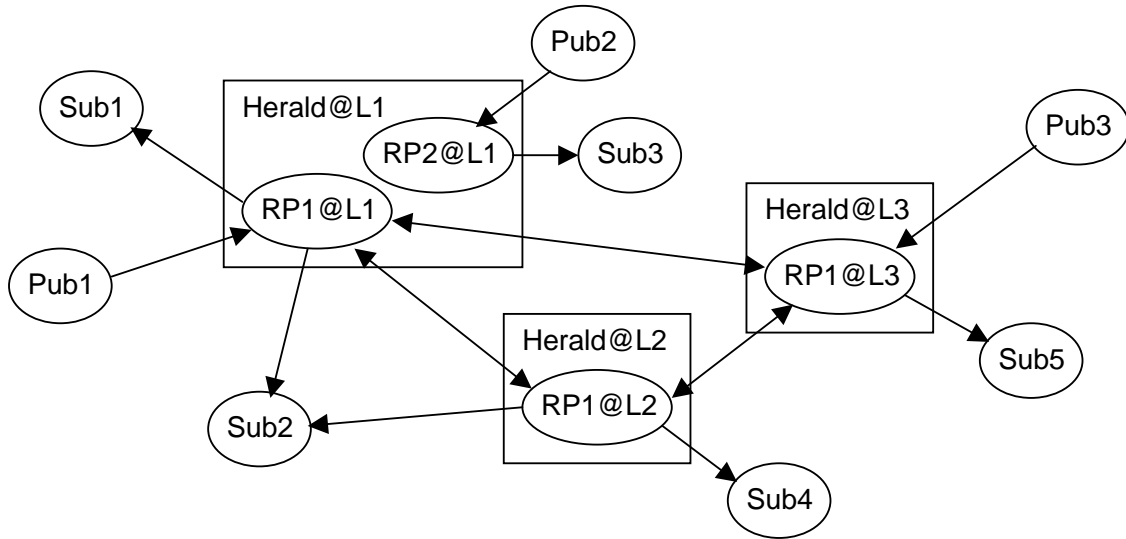 Pub2
Sub1
Herald@L1
Pub3
RP2@L1
Sub3
RP1@L1
Herald@L3
Pub1
RP1@L3
Herald@L2
Sub5
RP1@L2
Sub2
Sub4